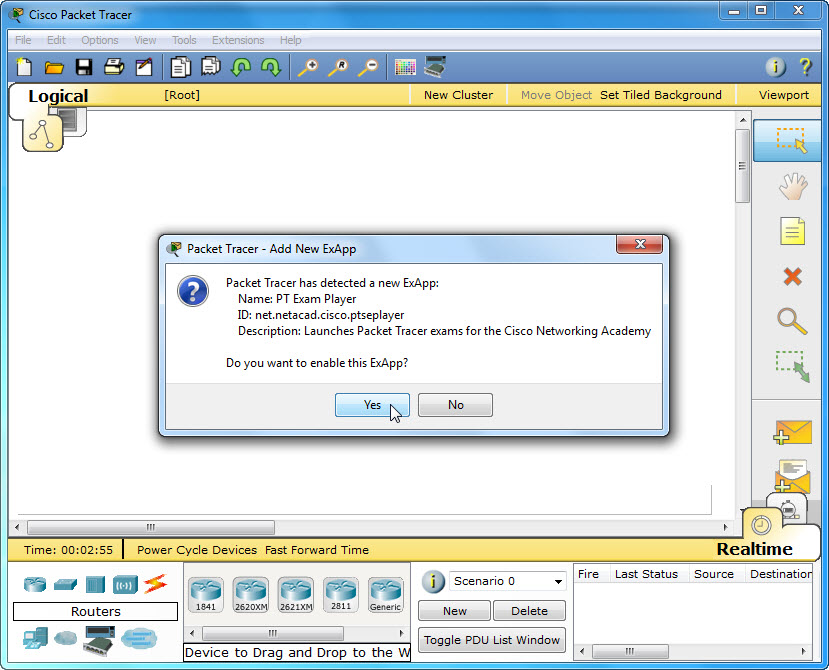 Cisco Packet Tracer
File Edit Options View Tools Extensions Help
Logical [Root] New Cluster Move Object Set Tiled Background Viewport
Packet Tracer - Add New ExApp
Packet Tracer has detected a new ExApp:
Name: PT Exam Player
ID: net.netacad.cisco.ptseplayer
Description: Launches Packet Tracer exams for the Cisco Networking Academy
Do you want to enable this ExApp?
Yes No
Time: 00:02:55 Power Cycle Devices Fast Forward Time Realtime
Scenario 0
Fire Last Status Source Destination
1841 2620XM 2621XM 2811 Generic
Routers
New Delete
Toggle PDU List Window
Device to Drag and Drop to the W